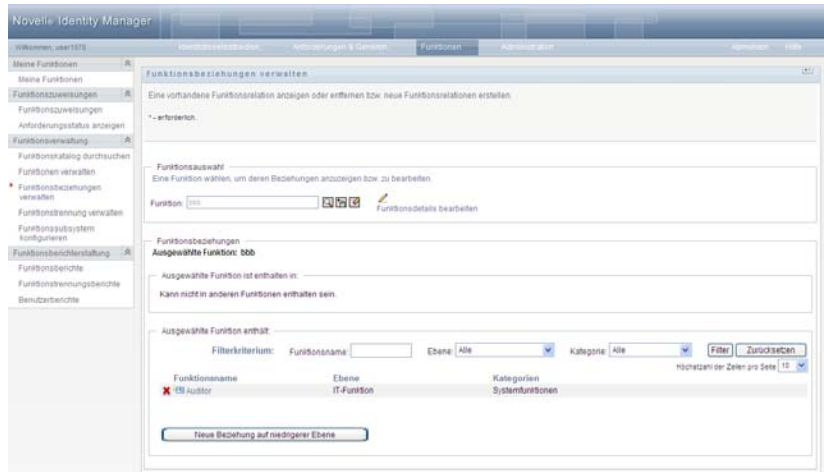 Novell® Identity Manager
Willkommen, user1070
Identitätsselbstbedien.
Anforderungen & Genehm.
Funktionen
Administration
Abmelden
Hilfe
Meine Funktionen
Meine Funktionen
Funktionszuweisungen
Funktionszuweisungen
Anforderungsstatus anzeigen
Funktionsverwaltung
Funktionskatalog durchsuchen
Funktionen verwalten
Funktionsbeziehungen
verwalten
Funktionstrennung verwalten
Funktionssubsystem
konfigurieren
Funktionsberichterstattung
Funktionsberichte
Funktionstrennungsberichte
Benutzerberichte
Funktionsbeziehungen verwalten
Eine vorhandene Funktionsrelation anzeigen oder entfernen bzw. neue Funktionsrelationen erstellen.
* - erforderlich.
Funktionsauswahl
Eine Funktion wählen, um deren Beziehungen anzuzeigen bzw. zu bearbeiten.
Funktion: bbb
Funktionsdetails bearbeiten
Funktionsbeziehungen
Ausgewählte Funktion: bbb
Ausgewählte Funktion ist enthalten in:
Kann nicht in anderen Funktionen enthalten sein.
Ausgewählte Funktion enthält:
Filterkriterium: Funktionsname: Ebene: Alle Kategorie: Alle Filter Zurücksetzen
Höchstzahl der Zeilen pro Seite 10
Funktionsname Ebene Kategorien
Auditor IT-Funktion Systemfunktionen
Neue Beziehung auf niedrigerer Ebene